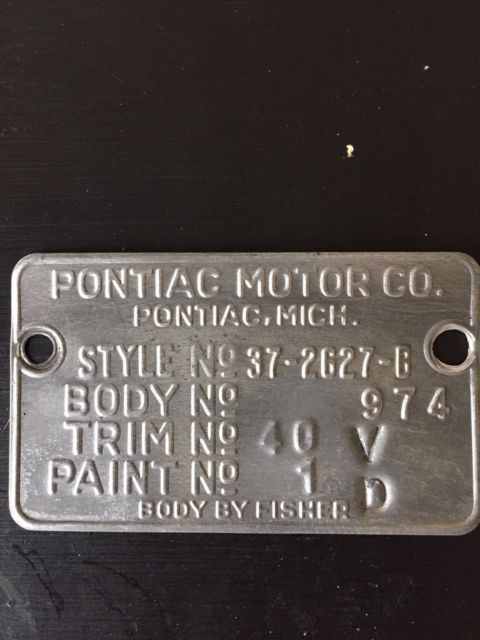 PONTIAC MOTOR CO.
PONTIAC, MICH.
STYLE Nº 37-2627-B
BODY Nº 974
TRIM Nº 40 V
PAINT Nº 1 D
BODY BY FISHER